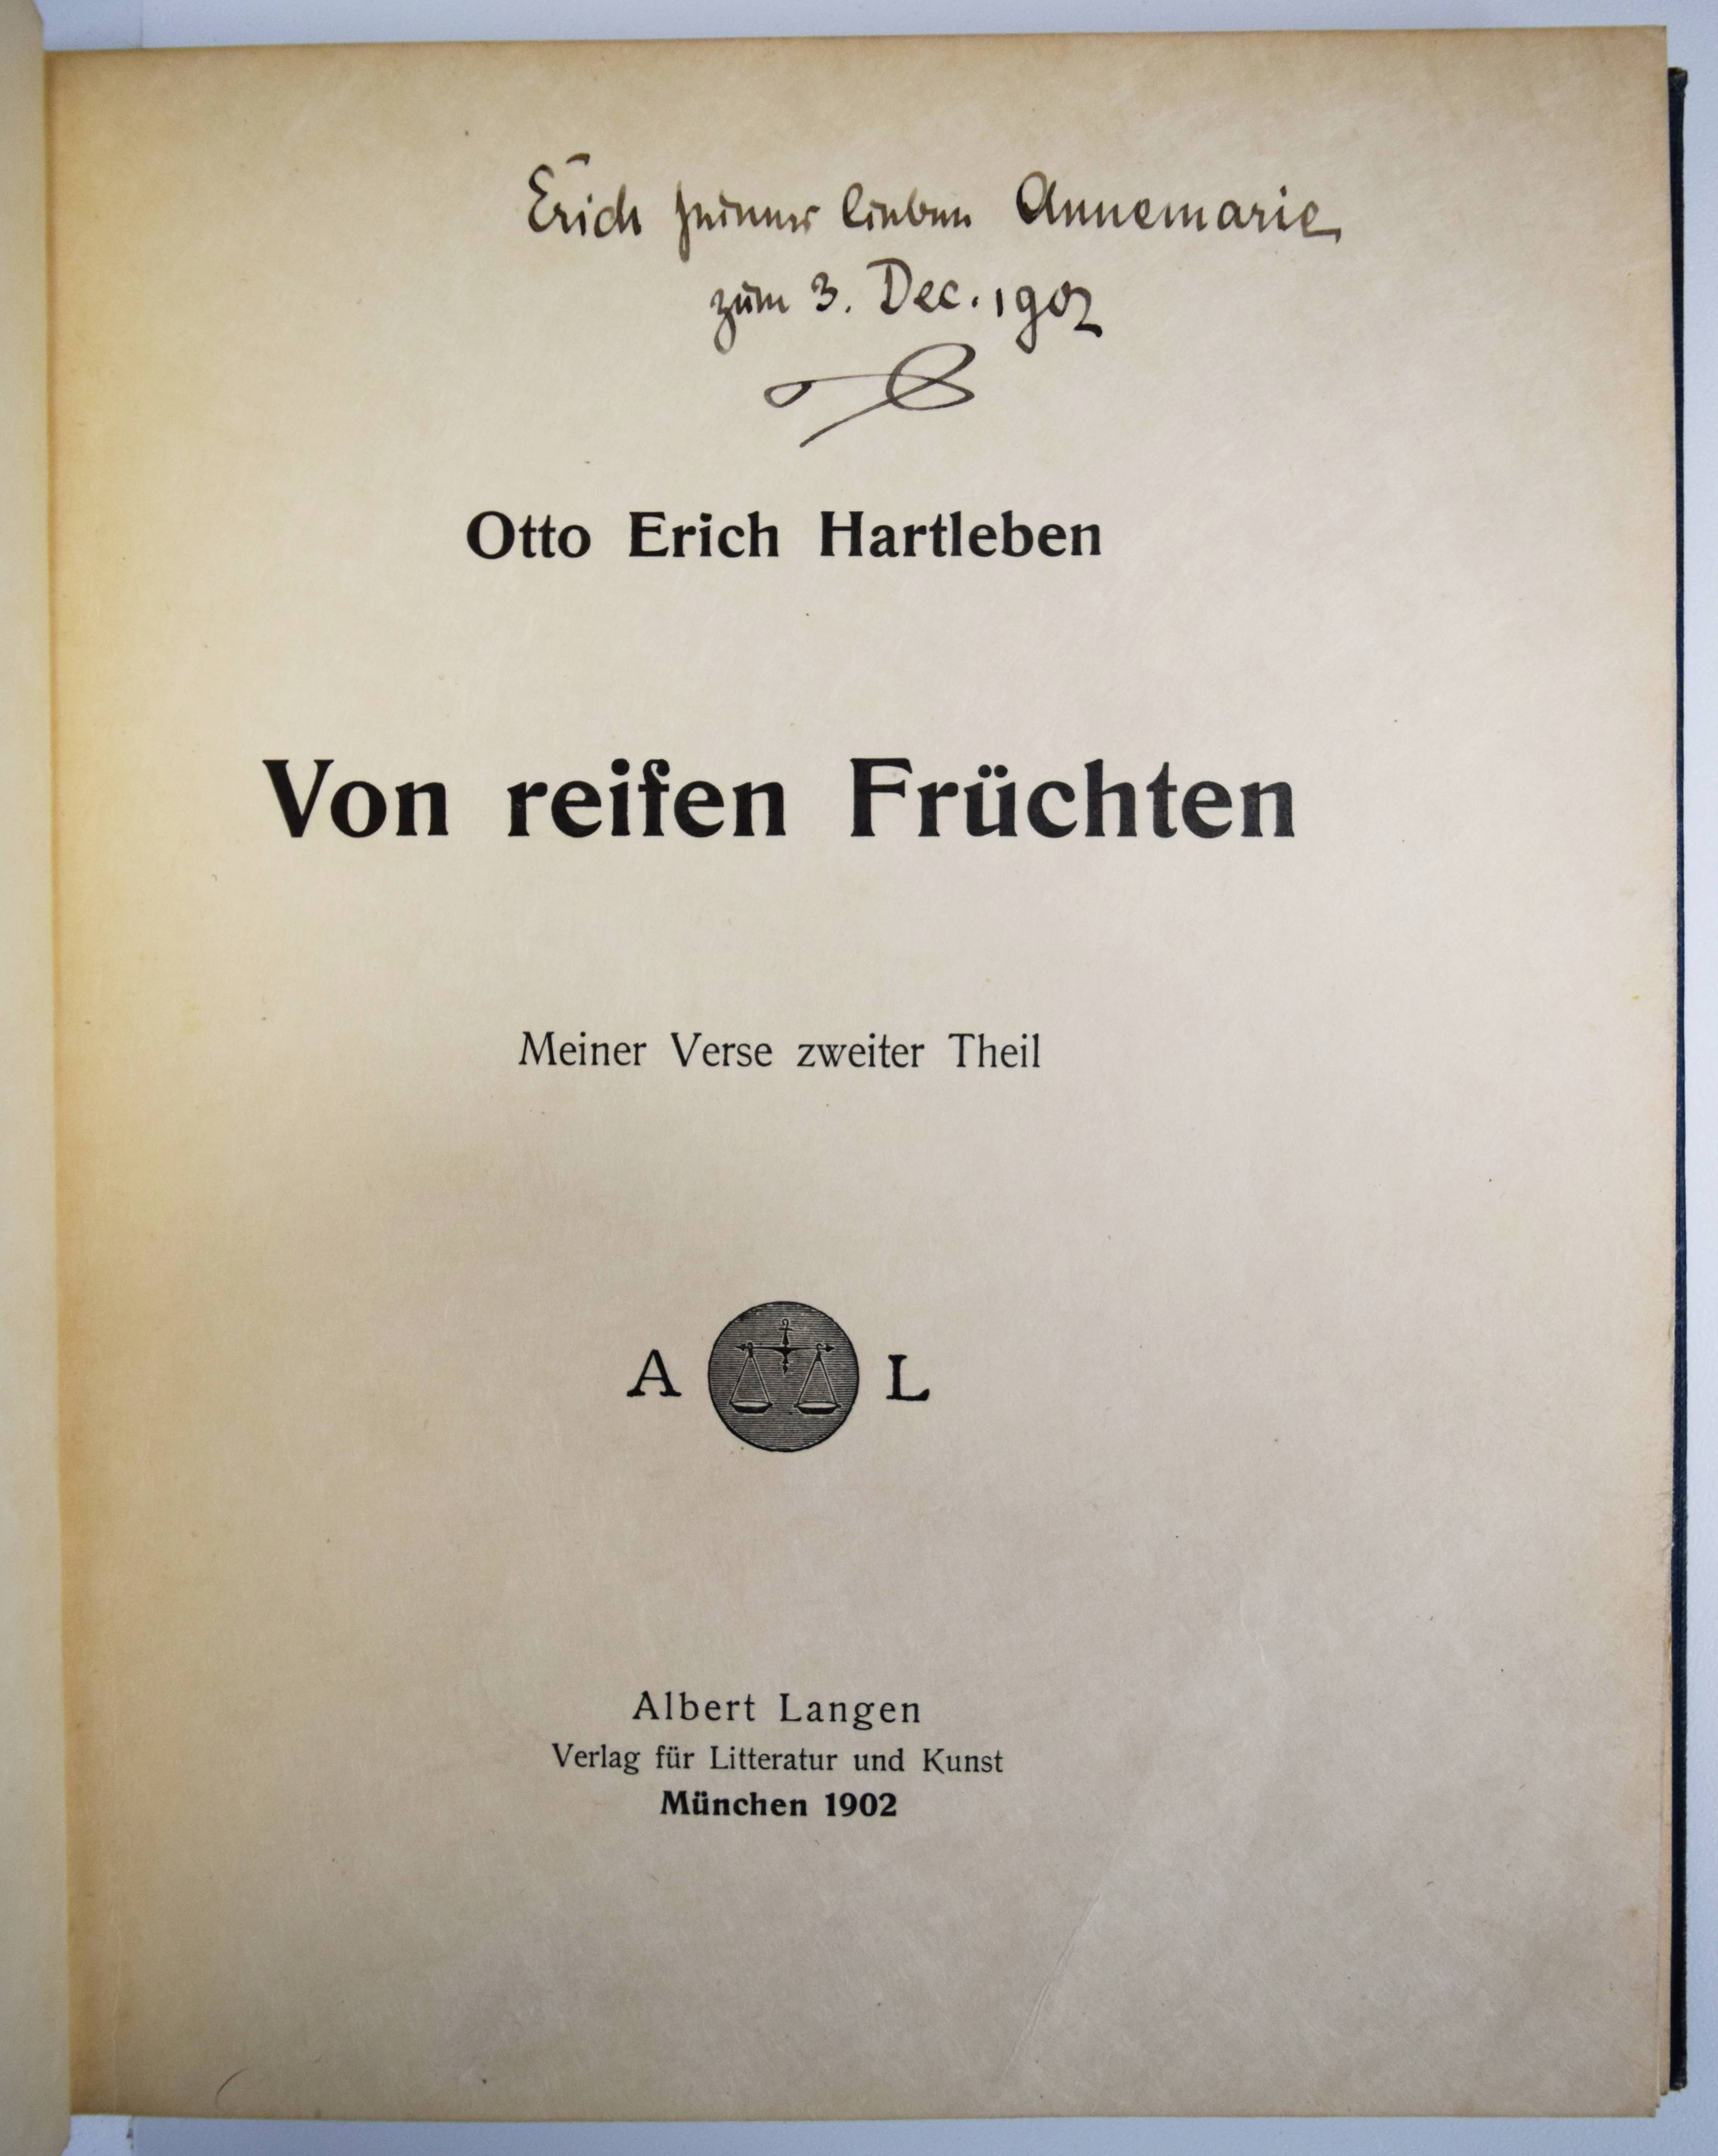 Erich seiner lieben Annemarie
zum 3. Dec. 1902
Otto Erich Hartleben
Von reifen Früchten
Meiner Verse zweiter Theil
A L
Albert Langen
Verlag für Litteratur und Kunst
München 1902